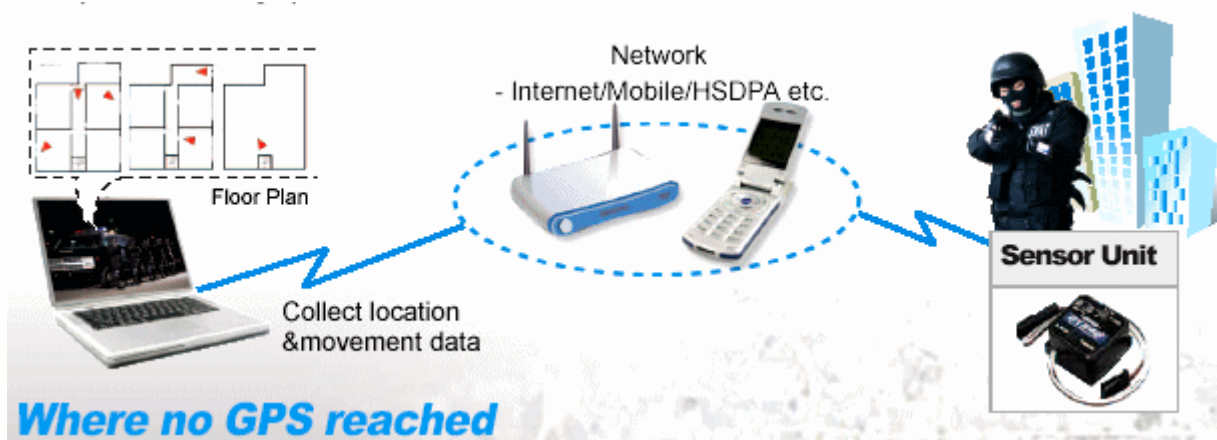 Network
- Internet/Mobile/HSDPA etc.
Floor Plan
Sensor Unit
Collect location
&movement data
Where no GPS reached